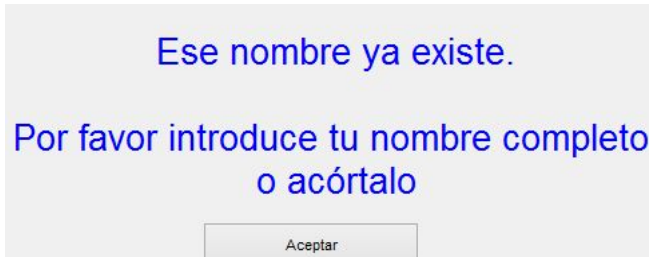 Ese nombre ya existe.
Por favor introduce tu nombre completo
o acórtalo
Aceptar